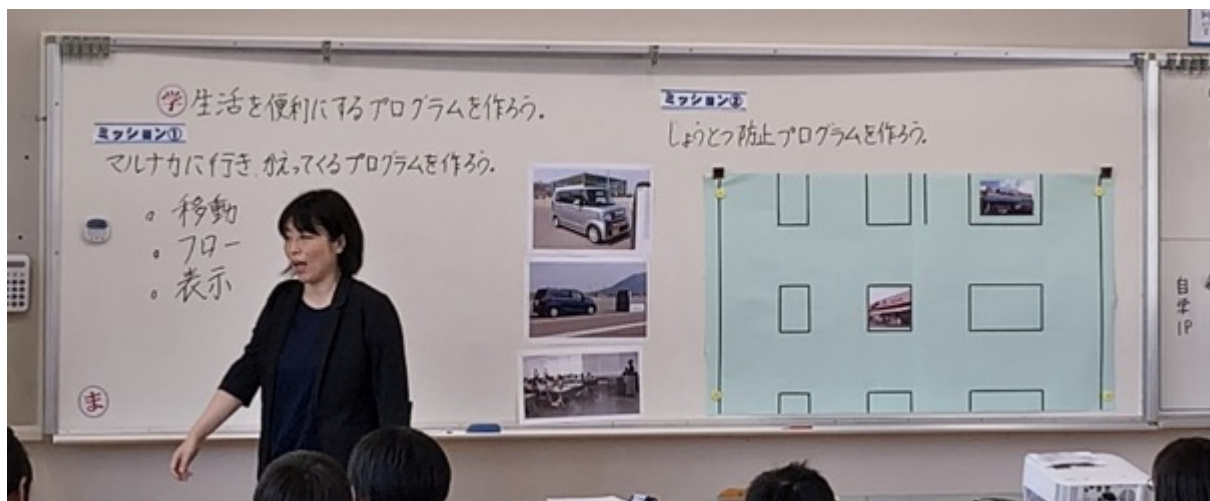 学 生活を便利にするプログラムを作ろう。
ミッション①
マルナカに行き、かえってくるプログラムを作ろう。
。移動
。フロー
。表示
ま
ミッション②
しょうとつ防止プログラムを作ろう。
自学1P